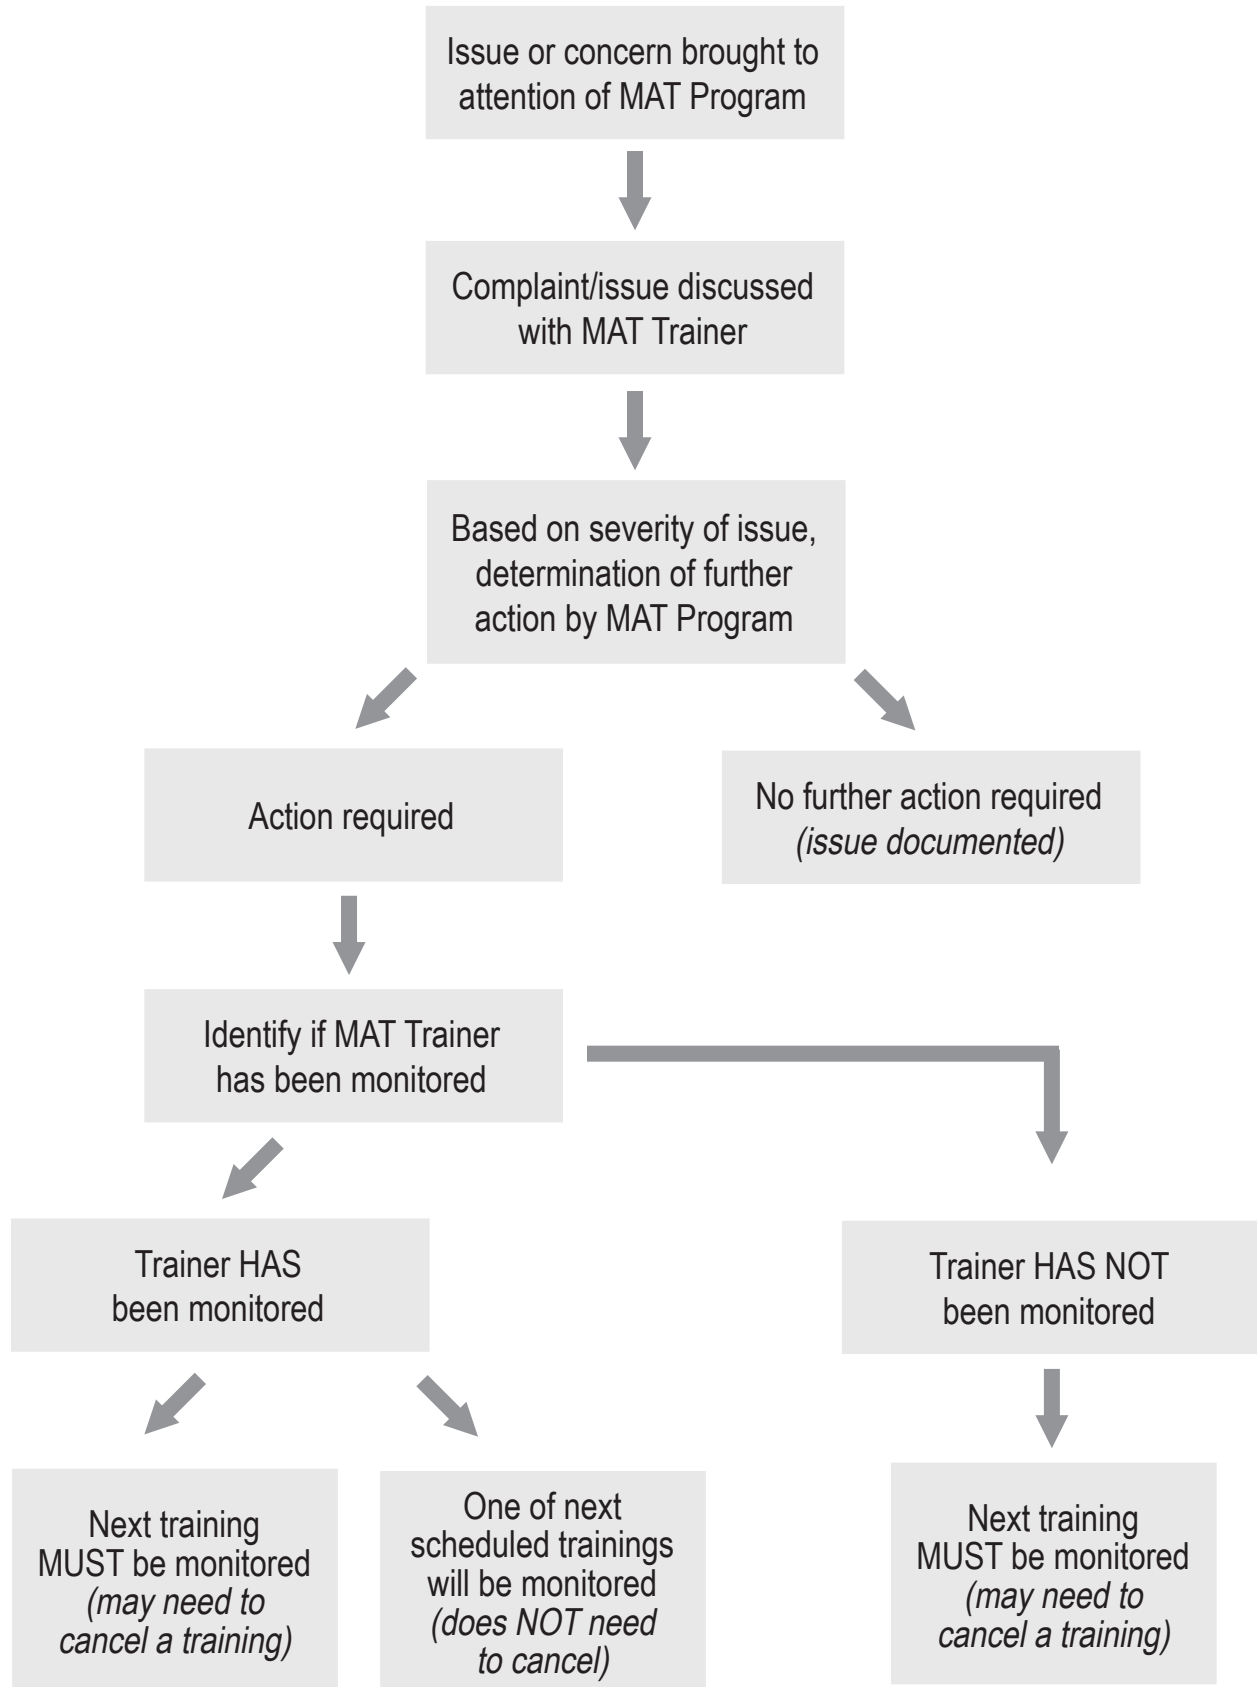 Issue or concern brought to
attention of MAT Program
Complaint/issue discussed
with MAT Trainer
Based on severity of issue,
determination of further
action by MAT Program
Action required
No further action required
(issue documented)
Identify if MAT Trainer
has been monitored
Trainer HAS
been monitored
Trainer HAS NOT
been monitored
Next training
MUST be monitored
(may need to
cancel a training)
One of next
scheduled trainings
will be monitored
(does NOT need
to cancel)
Next training
MUST be monitored
(may need to
cancel a training)